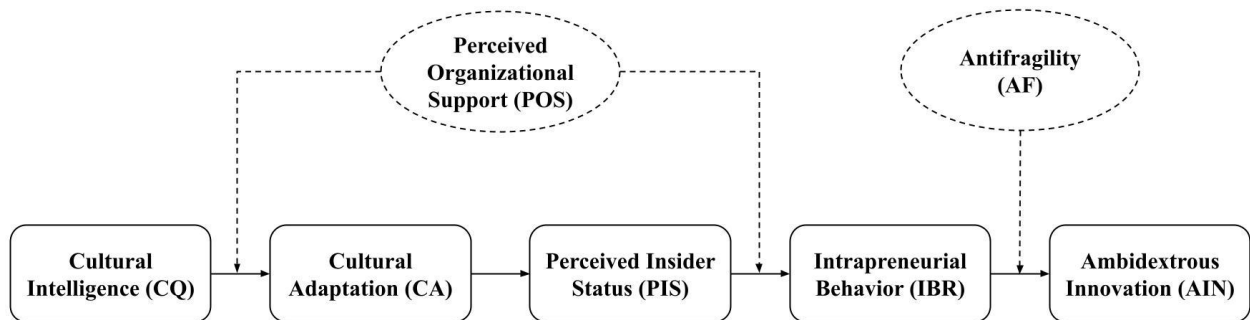 Perceived
Organizational
Support (POS)
Antifragility
(AF)
Cultural
Intelligence (CQ)
Cultural
Adaptation (CA)
Perceived Insider
Status (PIS)
Intrapreneurial
Behavior (IBR)
Ambidextrous
Innovation (AIN)